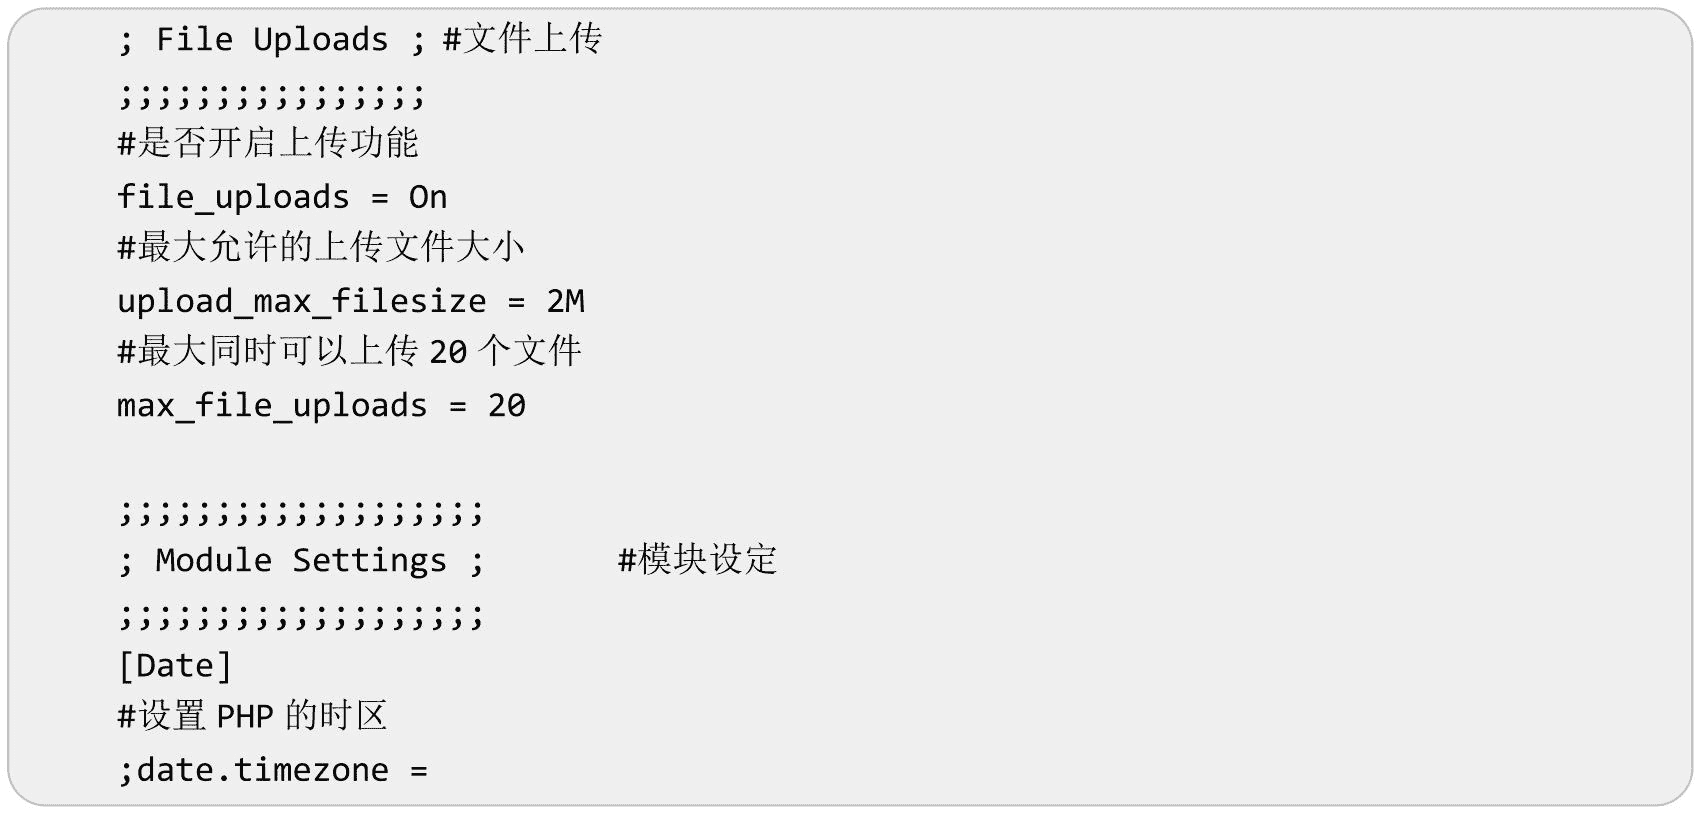 ; File Uploads ; #文件上传
;;;;;;;;;;;;;;;;
#是否开启上传功能
file_uploads = On
#最大允许的上传文件大小
upload_max_filesize = 2M
#最大同时可以上传 20 个文件
max_file_uploads = 20
;;;;;;;;;;;;;;;;;;;
; Module Settings ; #模块设定
;;;;;;;;;;;;;;;;;;;
[Date]
#设置 PHP 的时区
;date.timezone =